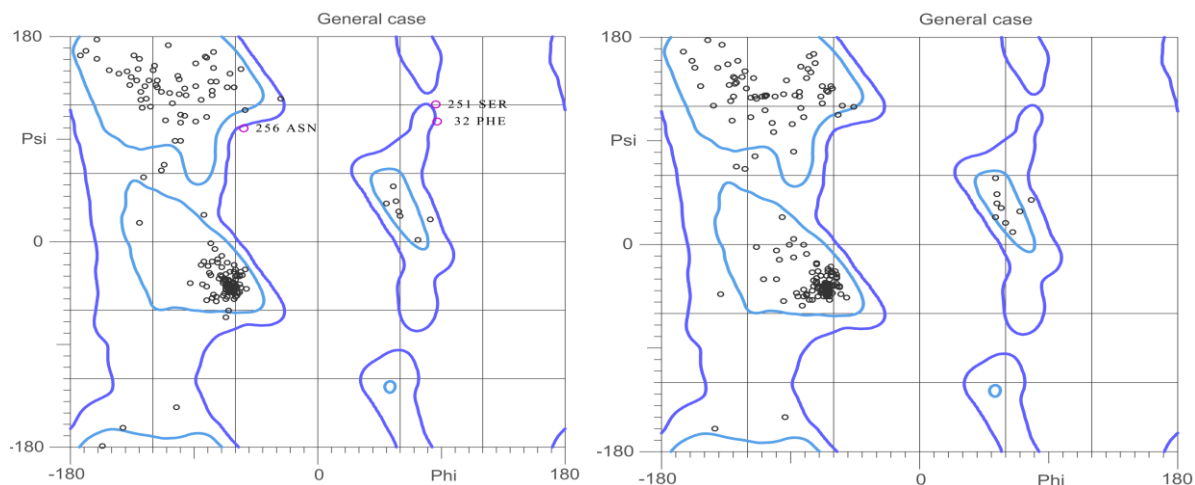 General case
180
251 SER
32 PHE
256 ASN
Psi
0
-180
-180
0
Phi
180
General case
180
Psi
0
-180
-180
0
Phi
180